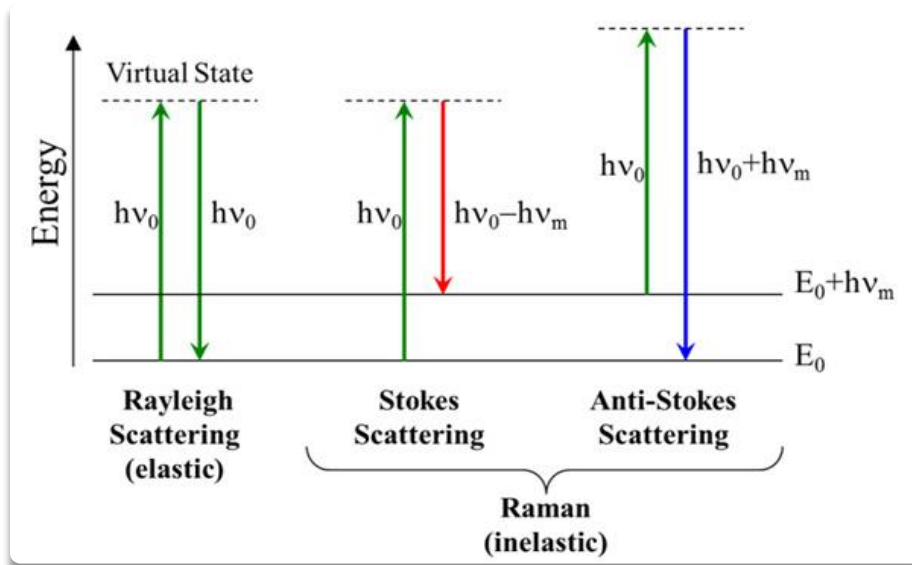 Energy
Virtual State
hν₀
hν₀
hν₀
hν₀−hνₘ
hν₀
hν₀+hνₘ
E₀+hνₘ
E₀
Rayleigh
Scattering
(elastic)
Stokes
Scattering
Anti-Stokes
Scattering
Raman
(inelastic)